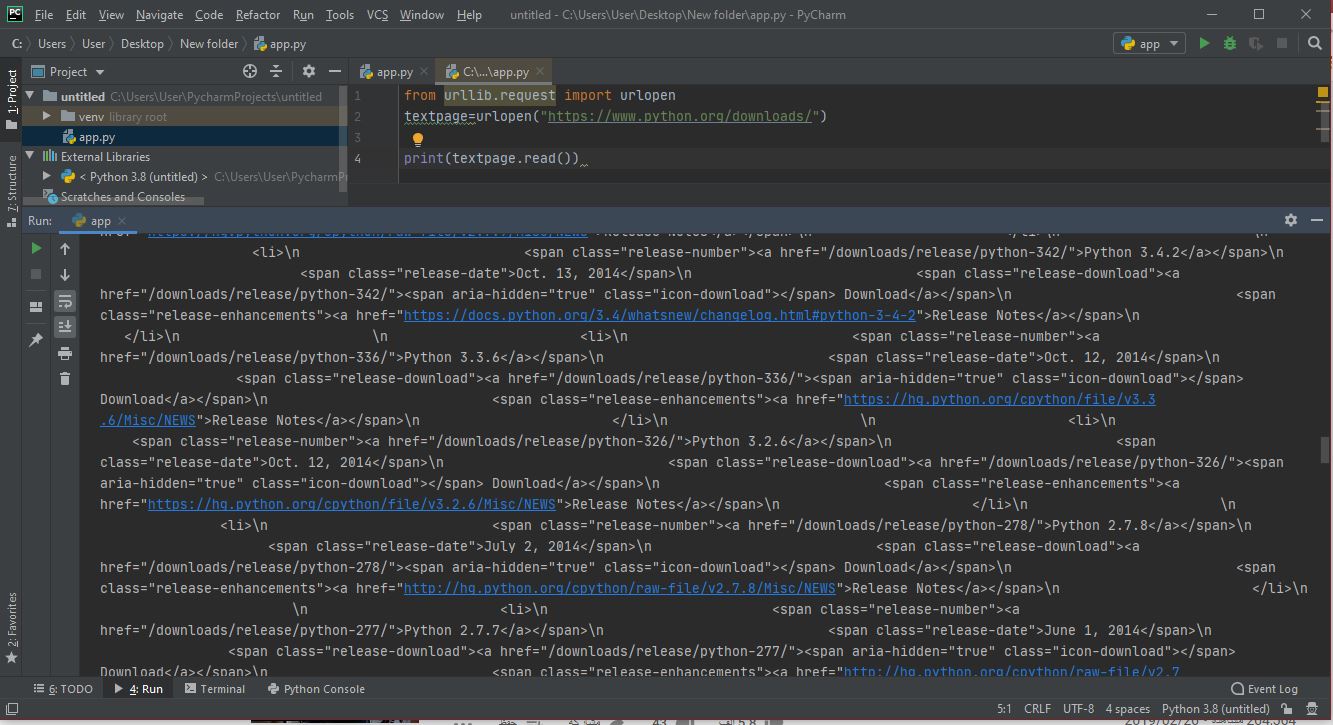 PC File Edit View Navigate Code Refactor Run Tools VCS Window Help untitled - C:\Users\User\Desktop\New folder\app.py - PyCharm
C: Users User Desktop New folder app.py app
1: Project
Project
app.py C:\...\app.py
untitled C:\Users\User\PycharmProjects\untitled
venv library root
app.py
External Libraries
< Python 3.8 (untitled) > C:\Users\User\PycharmPr
Scratches and Consoles
1 from urllib.request import urlopen
2 textpage=urlopen("https://www.python.org/downloads/")
3
4 print(textpage.read())
7: Structure
Run: app
<li>\n <span class="release-number"><a href="/downloads/release/python-342/">Python 3.4.2</a></span>\n
<span class="release-date">Oct. 13, 2014</span>\n <span class="release-download"><a
href="/downloads/release/python-342/"><span aria-hidden="true" class="icon-download"></span> Download</a></span>\n <span
class="release-enhancements"><a href="https://docs.python.org/3.4/whatsnew/changelog.html#python-3-4-2">Release Notes</a></span>\n
</li>\n \n <li>\n <span class="release-number"><a
href="/downloads/release/python-336/">Python 3.3.6</a></span>\n <span class="release-date">Oct. 12, 2014</span>\n
<span class="release-download"><a href="/downloads/release/python-336/"><span aria-hidden="true" class="icon-download"></span>
Download</a></span>\n <span class="release-enhancements"><a href="https://hg.python.org/cpython/file/v3.3
.6/Misc/NEWS">Release Notes</a></span>\n </li>\n \n <li>\n
<span class="release-number"><a href="/downloads/release/python-326/">Python 3.2.6</a></span>\n <span
class="release-date">Oct. 12, 2014</span>\n <span class="release-download"><a href="/downloads/release/python-326/"><span
aria-hidden="true" class="icon-download"></span> Download</a></span>\n <span class="release-enhancements"><a
href="https://hg.python.org/cpython/file/v3.2.6/Misc/NEWS">Release Notes</a></span>\n </li>\n \n
<li>\n <span class="release-number"><a href="/downloads/release/python-278/">Python 2.7.8</a></span>\n
<span class="release-date">July 2, 2014</span>\n <span class="release-download"><a
href="/downloads/release/python-278/"><span aria-hidden="true" class="icon-download"></span> Download</a></span>\n <span
class="release-enhancements"><a href="http://hg.python.org/cpython/raw-file/v2.7.8/Misc/NEWS">Release Notes</a></span>\n </li>\n
\n <li>\n <span class="release-number"><a
href="/downloads/release/python-277/">Python 2.7.7</a></span>\n <span class="release-date">June 1, 2014</span>\n
<span class="release-download"><a href="/downloads/release/python-277/"><span aria-hidden="true" class="icon-download"></span>
Download</a></span>\n <span class="release-enhancements"><a href="http://hg.python.org/cpython/raw-file/v2.7
2: Favorites
6: TODO 4: Run Terminal Python Console Event Log
5:1 CRLF UTF-8 4 spaces Python 3.8 (untitled)